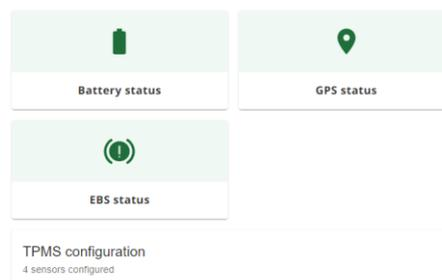 Battery status
GPS status
EBS status
TPMS configuration
4 sensors configured